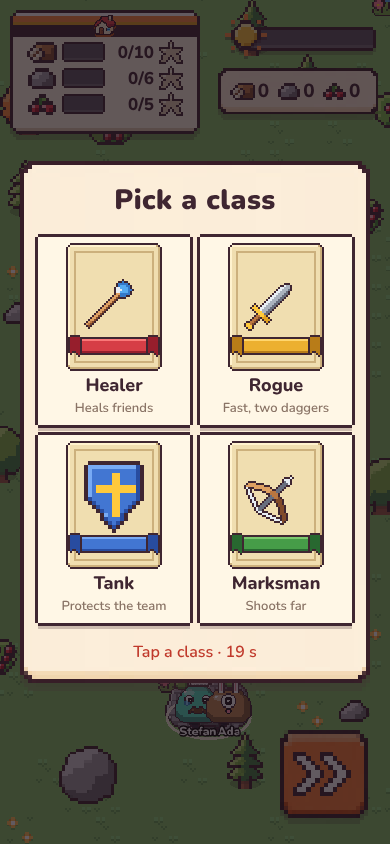 0/10
0/6
0/5
0 0 0
Pick a class
Healer
Heals friends
Rogue
Fast, two daggers
Tank
Protects the team
Marksman
Shoots far
Tap a class · 19 s
Stefan Ada